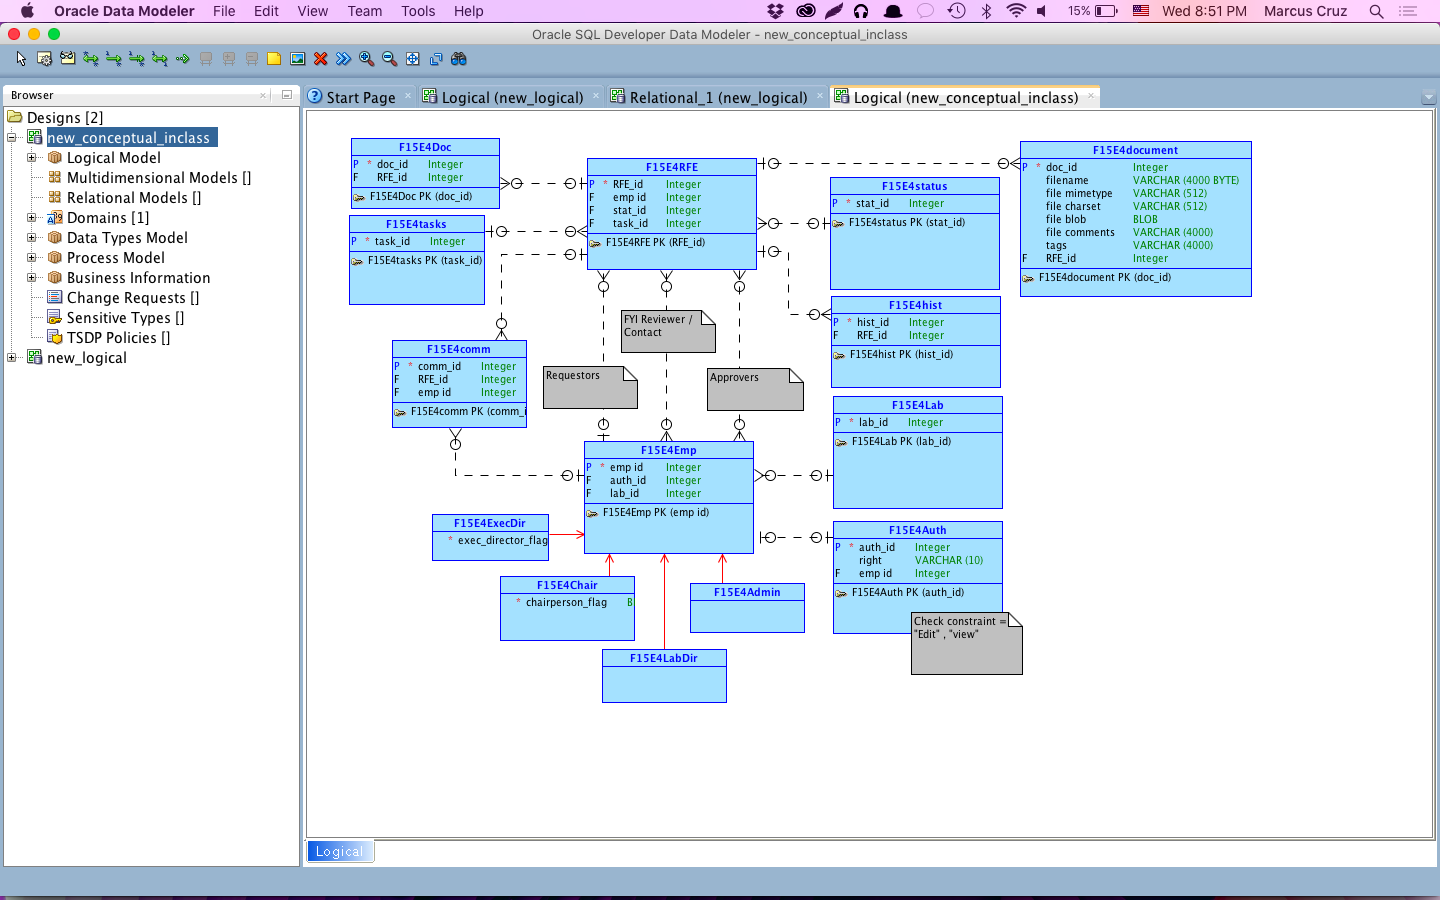 Oracle Data Modeler File Edit View Team Tools Help 15% Wed 8:51 PM Marcus Cruz
Oracle SQL Developer Data Modeler - new_conceptual_inclass
Browser
Designs [2]
new_conceptual_inclass
Logical Model
Multidimensional Models []
Relational Models []
Domains [1]
Data Types Model
Process Model
Business Information
Change Requests []
Sensitive Types []
TSDP Policies []
new_logical
Start Page
Logical (new_logical)
Relational_1 (new_logical)
Logical (new_conceptual_inclass)
F15E4Doc
P * doc_id Integer
F RFE_id Integer
F15E4Doc PK (doc_id)
F15E4tasks
P * task_id Integer
F15E4tasks PK (task_id)
F15E4RFE
P * RFE_id Integer
F emp id Integer
F stat_id Integer
F task_id Integer
F15E4RFE PK (RFE_id)
F15E4status
P * stat_id Integer
F15E4status PK (stat_id)
F15E4document
P * doc_id Integer
filename VARCHAR (4000 BYTE)
file mimetype VARCHAR (512)
file charset VARCHAR (512)
file blob BLOB
file comments VARCHAR (4000)
tags VARCHAR (4000)
F RFE_id Integer
F15E4document PK (doc_id)
F15E4hist
P * hist_id Integer
F RFE_id Integer
F15E4hist PK (hist_id)
FYI Reviewer /
Contact
Requestors
Approvers
F15E4comm
P * comm_id Integer
F RFE_id Integer
F emp id Integer
F15E4comm PK (comm_i
F15E4Lab
P * lab_id Integer
F15E4Lab PK (lab_id)
F15E4Emp
P * emp id Integer
F auth_id Integer
F lab_id Integer
F15E4Emp PK (emp id)
F15E4ExecDir
* exec_director_flag
F15E4Auth
P * auth_id Integer
right VARCHAR (10)
F emp id Integer
F15E4Auth PK (auth_id)
F15E4Chair
* chairperson_flag B
F15E4Admin
Check constraint =
"Edit" , "view"
F15E4LabDir
Logical